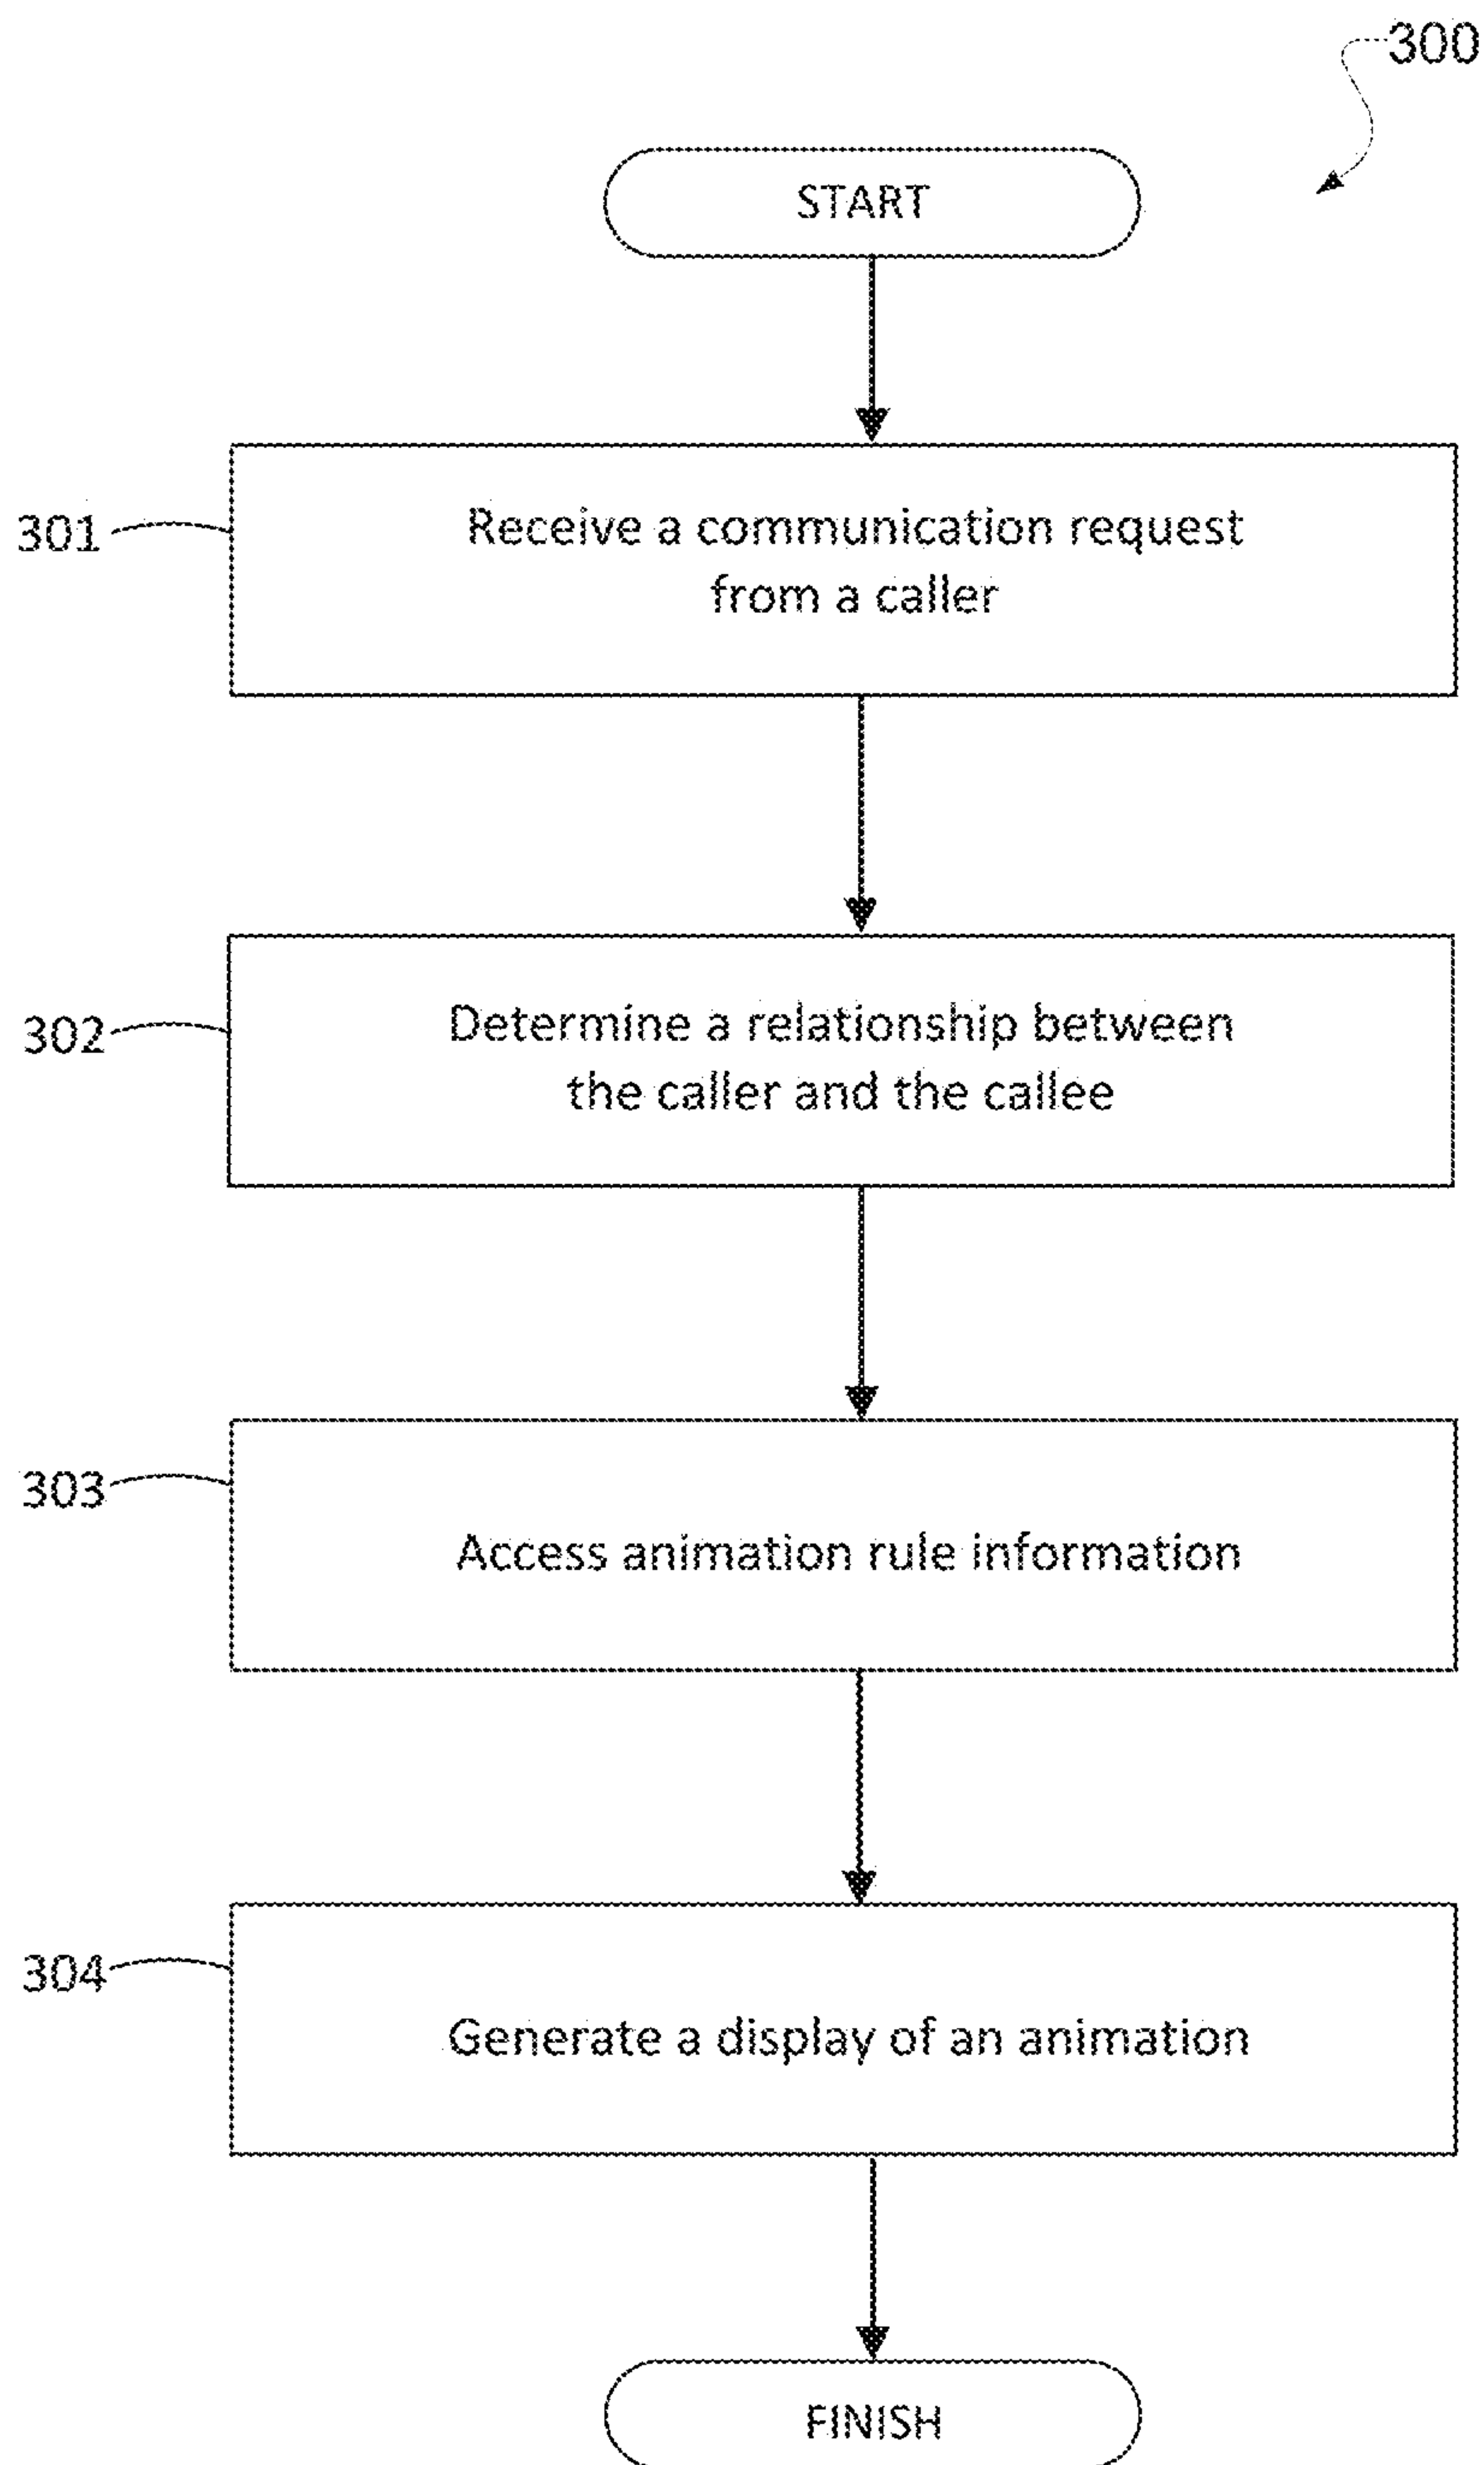 300
START
301
Receive a communication request
from a caller
302
Determine a relationship between
the caller and the callee
303
Access animation rule information
304
Generate a display of an animation
FINISH